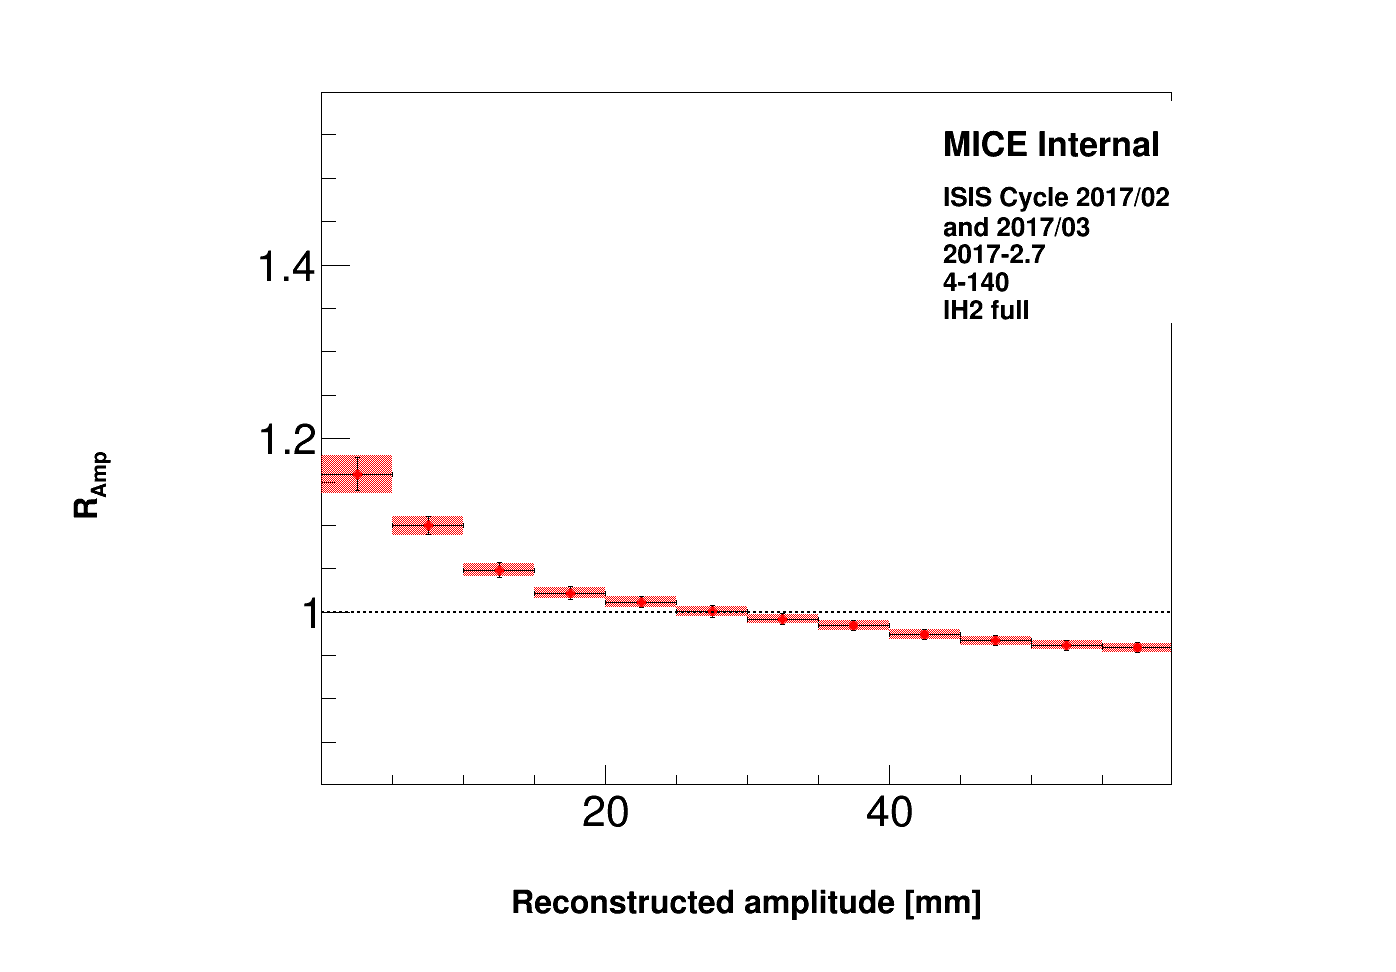 MICE Internal
ISIS Cycle 2017/02
and 2017/03
2017-2.7
4-140
IH2 full
1.4
1.2
1
R_Amp
20
40
Reconstructed amplitude [mm]